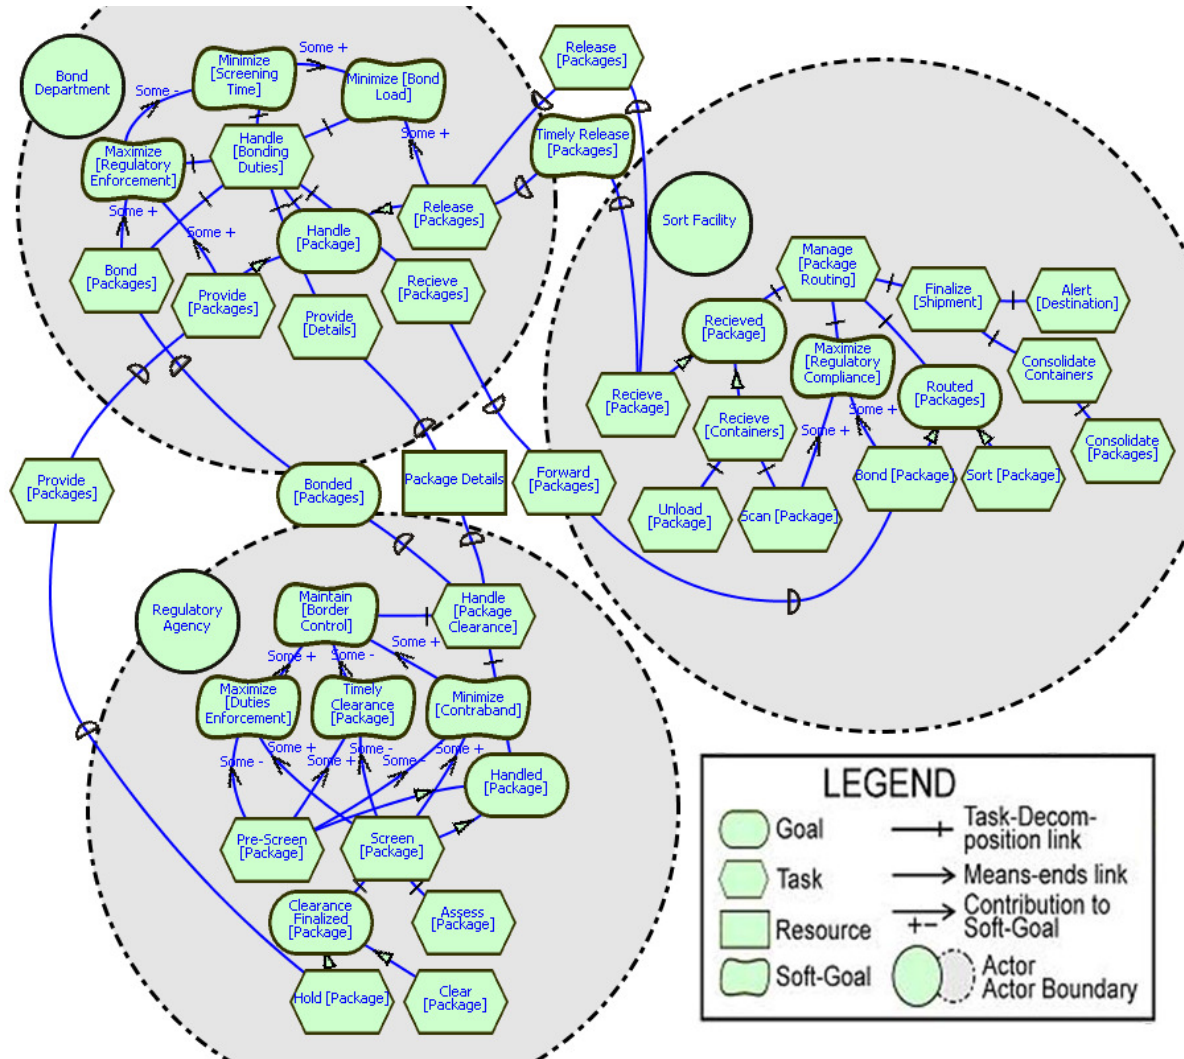 Bond
Department
Minimize
[Screening
Time]
Some +
Minimize [Bond
Load]
Some -
Maximize
[Regulatory
Enforcement]
Handle
[Bonding
Duties]
Some +
Release
[Packages]
Timely Release
[Packages]
Some +
Some +
Handle
[Package]
Release
[Packages]
Bond
[Packages]
Provide
[Packages]
Provide
[Details]
Recieve
[Packages]
Sort Facility
Manage
[Package
Routing]
Finalize
[Shipment]
Alert
[Destination]
Recieved
[Package]
Maximize
[Regulatory
Compliance]
Consolidate
Containers
Routed
[Packages]
Recieve
[Package]
Recieve
[Containers]
Some +
Some +
Consolidate
[Packages]
Unload
[Package]
Scan [Package]
Bond [Package]
Sort [Package]
Provide
[Packages]
Bonded
[Packages]
Package Details
Forward
[Packages]
Regulatory
Agency
Maintain
[Border
Control]
Handle
[Package
Clearance]
Some +
Some -
Some +
Maximize
[Duties
Enforcement]
Timely
Clearance
[Package]
Minimize
[Contraband]
Some -
Some +
Some +
Some -
Some -
Some +
Handled
[Package]
Pre-Screen
[Package]
Screen
[Package]
Clearance
Finalized
[Package]
Assess
[Package]
Hold [Package]
Clear
[Package]
LEGEND
Goal
Task
Resource
Soft-Goal
Task-Decom-
position link
Means-ends link
Contribution to
Soft-Goal
+−
Actor
Actor Boundary